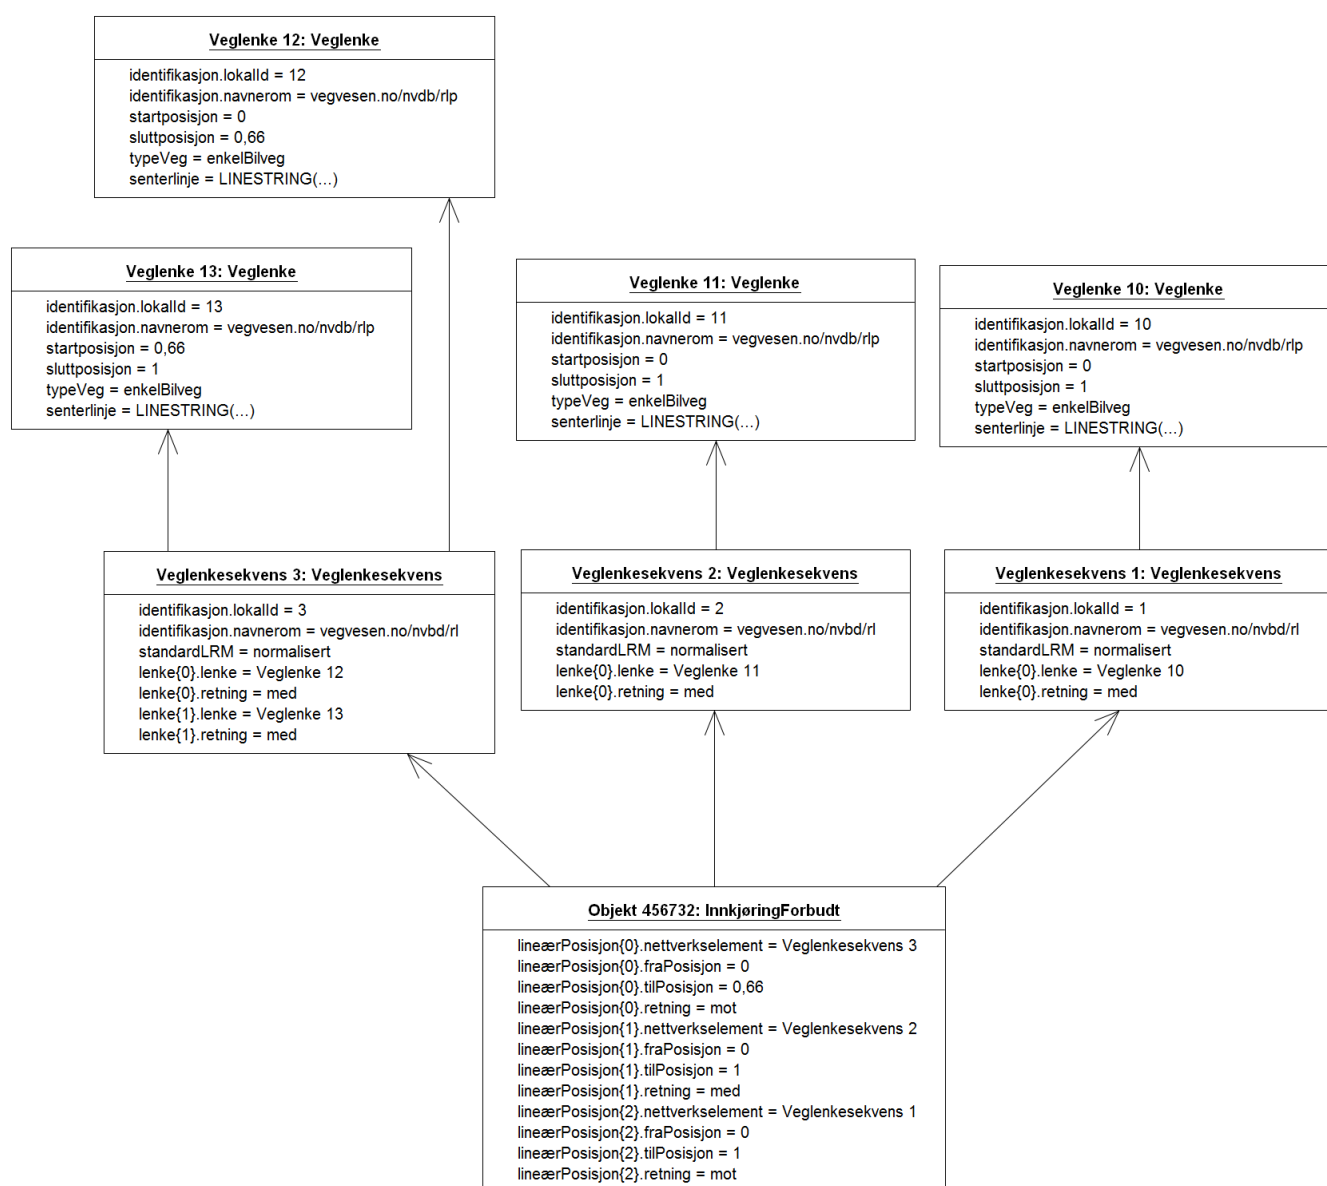 Veglenke 12: Veglenke
identifikasjon.lokalId = 12
identifikasjon.navnerom = vegvesen.no/nvdb/rlp
startposisjon = 0
sluttposisjon = 0,66
typeVeg = enkelBilveg
senterlinje = LINESTRING(...)
Veglenke 13: Veglenke
identifikasjon.lokalId = 13
identifikasjon.navnerom = vegvesen.no/nvdb/rlp
startposisjon = 0,66
sluttposisjon = 1
typeVeg = enkelBilveg
senterlinje = LINESTRING(...)
Veglenke 11: Veglenke
identifikasjon.lokalId = 11
identifikasjon.navnerom = vegvesen.no/nvdb/rlp
startposisjon = 0
sluttposisjon = 1
typeVeg = enkelBilveg
senterlinje = LINESTRING(...)
Veglenke 10: Veglenke
identifikasjon.lokalId = 10
identifikasjon.navnerom = vegvesen.no/nvdb/rlp
startposisjon = 0
sluttposisjon = 1
typeVeg = enkelBilveg
senterlinje = LINESTRING(...)
Veglenkesekvens 3: Veglenkesekvens
identifikasjon.lokalId = 3
identifikasjon.navnerom = vegvesen.no/nvbd/rl
standardLRM = normalisert
lenke{0}.lenke = Veglenke 12
lenke{0}.retning = med
lenke{1}.lenke = Veglenke 13
lenke{1}.retning = med
Veglenkesekvens 2: Veglenkesekvens
identifikasjon.lokalId = 2
identifikasjon.navnerom = vegvesen.no/nvbd/rl
standardLRM = normalisert
lenke{0}.lenke = Veglenke 11
lenke{0}.retning = med
Veglenkesekvens 1: Veglenkesekvens
identifikasjon.lokalId = 1
identifikasjon.navnerom = vegvesen.no/nvbd/rl
standardLRM = normalisert
lenke{0}.lenke = Veglenke 10
lenke{0}.retning = med
Objekt 456732: InnkjøringForbudt
lineærPosisjon{0}.nettverkselement = Veglenkesekvens 3
lineærPosisjon{0}.fraPosisjon = 0
lineærPosisjon{0}.tilPosisjon = 0,66
lineærPosisjon{0}.retning = mot
lineærPosisjon{1}.nettverkselement = Veglenkesekvens 2
lineærPosisjon{1}.fraPosisjon = 0
lineærPosisjon{1}.tilPosisjon = 1
lineærPosisjon{1}.retning = med
lineærPosisjon{2}.nettverkselement = Veglenkesekvens 1
lineærPosisjon{2}.fraPosisjon = 0
lineærPosisjon{2}.tilPosisjon = 1
lineærPosisjon{2}.retning = mot